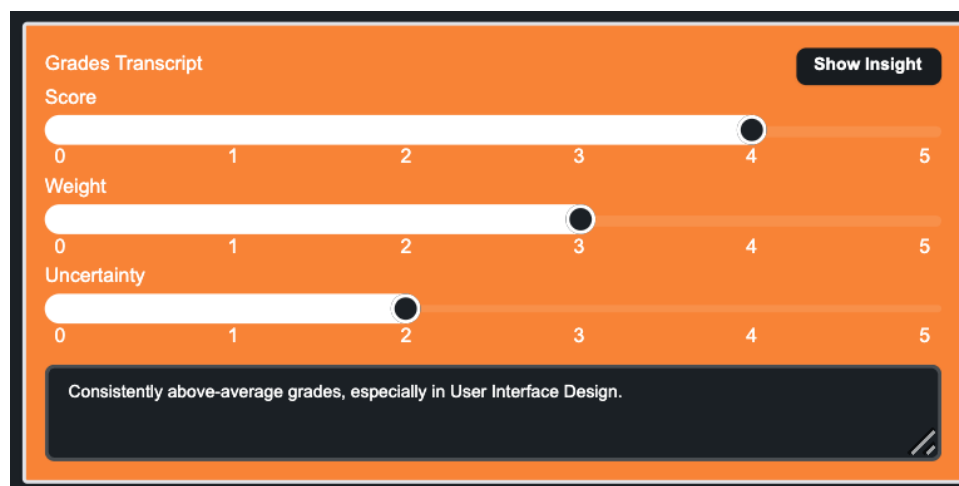 Grades Transcript
Show Insight
Score
0 1 2 3 4 5
Weight
0 1 2 3 4 5
Uncertainty
0 1 2 3 4 5
Consistently above-average grades, especially in User Interface Design.